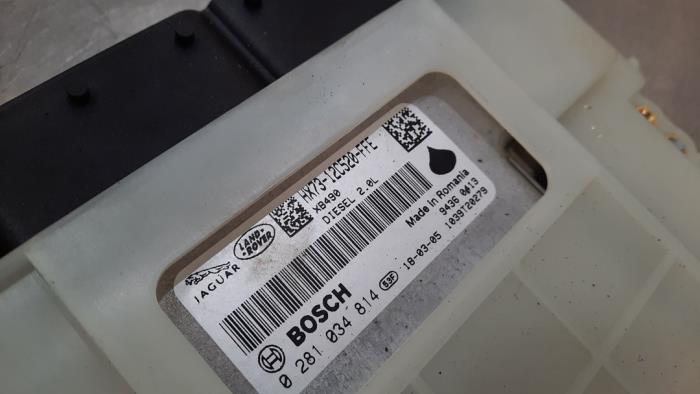 HX73-12C520-FFE
X8490
DIESEL 2.0L
JAGUAR
LAND-
ROVER
Made in Romania
9436 0413
1039T20279
BOSCH
0 281 034 814
18-03-05